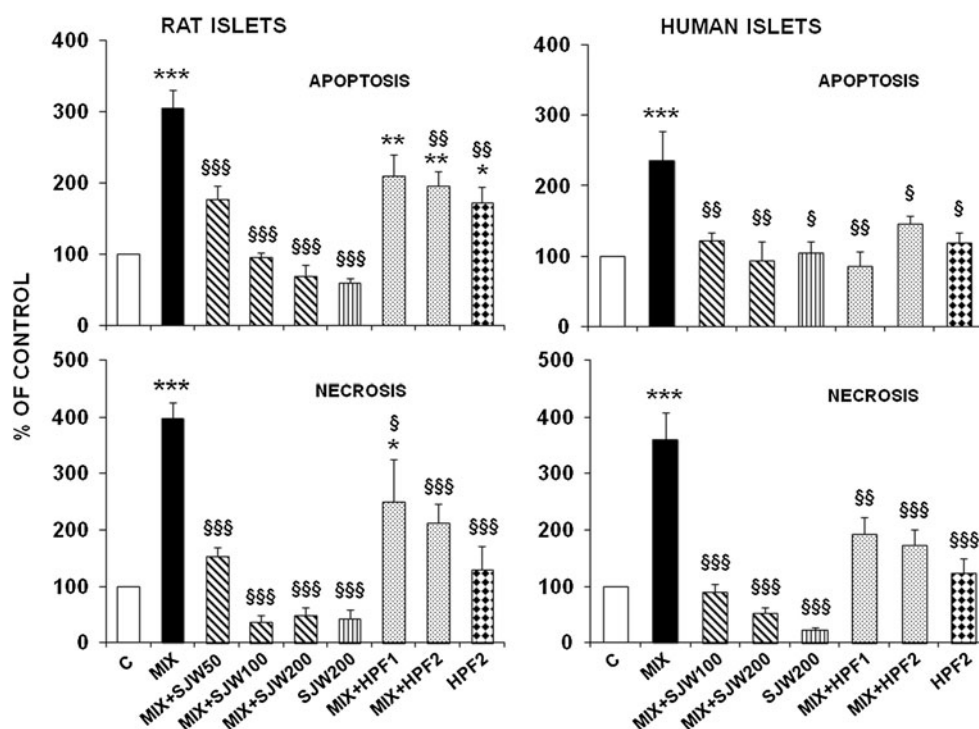 RAT ISLETS
HUMAN ISLETS
% OF CONTROL
400
300
200
100
0
APOPTOSIS
***
§§§
§§§
§§§
§§§
**
§§
**
§§
*
400
300
200
100
0
APOPTOSIS
***
§§
§§
§
§§
§
§
500
400
300
200
100
0
NECROSIS
***
§§§
§§§
§§§
§§§
§
*
§§§
§§§
500
400
300
200
100
0
NECROSIS
***
§§§
§§§
§§§
§§
§§§
§§§
C
MIX
MIX+SJW50
MIX+SJW100
MIX+SJW200
SJW200
MIX+HPF1
MIX+HPF2
HPF2
C
MIX
MIX+SJW100
MIX+SJW200
SJW200
MIX+HPF1
MIX+HPF2
HPF2